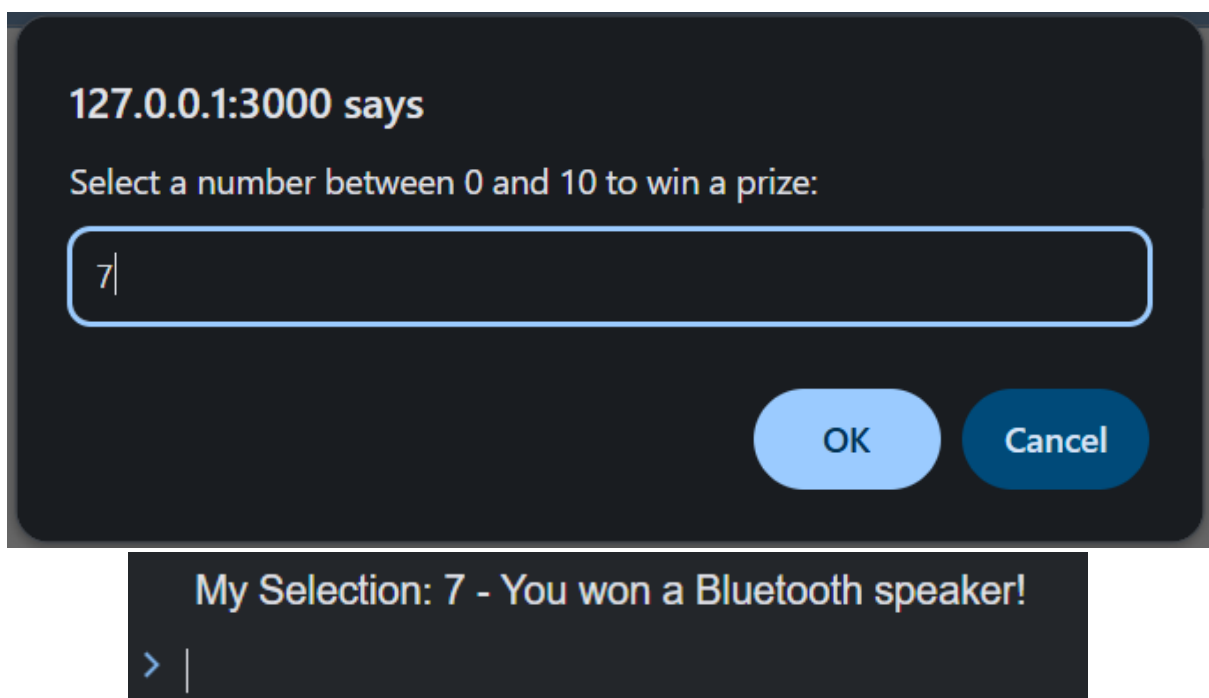 127.0.0.1:3000 says
Select a number between 0 and 10 to win a prize:
7
OK
Cancel
My Selection: 7 - You won a Bluetooth speaker!
>